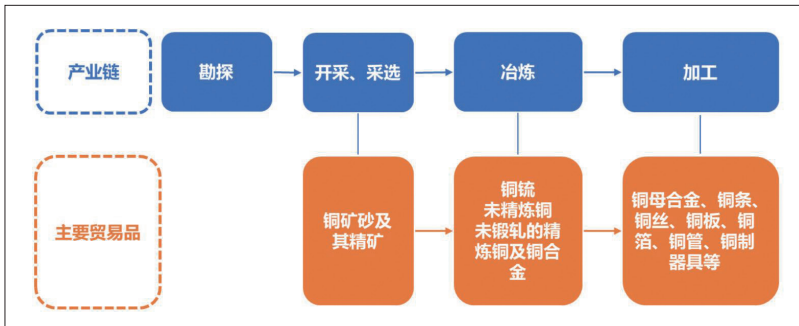 产业链
勘探
开采、采选
冶炼
加工
主要贸易品
铜矿砂及
其精矿
铜锍
未精炼铜
未锻轧的精
炼铜及铜合
金
铜母合金、铜条、
铜丝、铜板、铜
箔、铜管、铜制
器具等